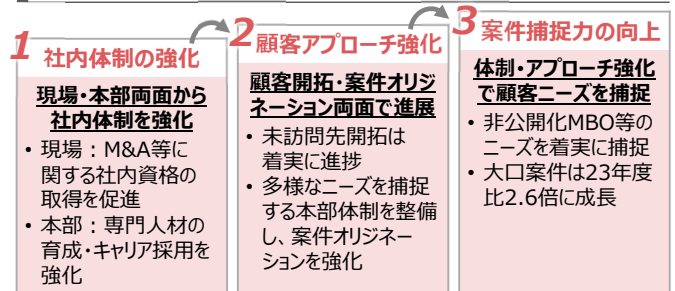 1 社内体制の強化
現場・本部両面から
社内体制を強化
• 現場：M&A等に
関する社内資格の
取得を促進
• 本部：専門人材の
育成・キャリア採用を
強化
2 顧客アプローチ強化
顧客開拓・案件オリジ
ネーション両面で進展
• 未訪問先開拓は
着実に進捗
• 多様なニーズを捕捉
する本部体制を整備
し、案件オリジネー
ションを強化
3 案件捕捉力の向上
体制・アプローチ強化
で顧客ニーズを捕捉
• 非公開化MBO等の
ニーズを着実に捕捉
• 大口案件は23年度
比2.6倍に成長